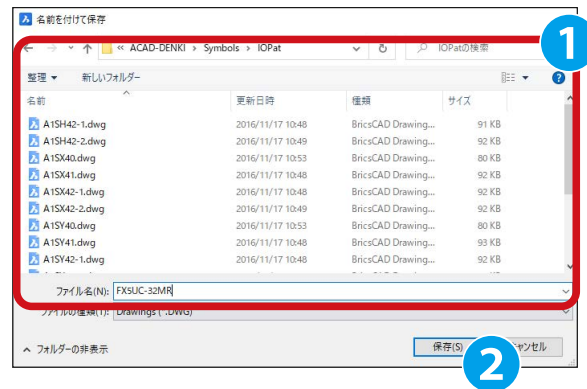 名前を付けて保存
1
« ACAD-DENKI › Symbols › IOPat
IOPatの検索
整理 新しいフォルダー
?
名前 更新日時 種類 サイズ
A1SH42-1.dwg 2016/11/17 10:48 BricsCAD Drawing... 91 KB
A1SH42-2.dwg 2016/11/17 10:49 BricsCAD Drawing... 92 KB
A1SX40.dwg 2016/11/17 10:53 BricsCAD Drawing... 80 KB
A1SX41.dwg 2016/11/17 10:48 BricsCAD Drawing... 92 KB
A1SX42-1.dwg 2016/11/17 10:48 BricsCAD Drawing... 92 KB
A1SX42-2.dwg 2016/11/17 10:49 BricsCAD Drawing... 92 KB
A1SY40.dwg 2016/11/17 10:53 BricsCAD Drawing... 80 KB
A1SY41.dwg 2016/11/17 10:48 BricsCAD Drawing... 93 KB
A1SY42-1.dwg 2016/11/17 10:48 BricsCAD Drawing... 92 KB
ファイル名(N): FX5UC-32MR
ファイルの種類(T): Drawings (*.DWG)
フォルダーの非表示
保存(S)
ャンセル
2